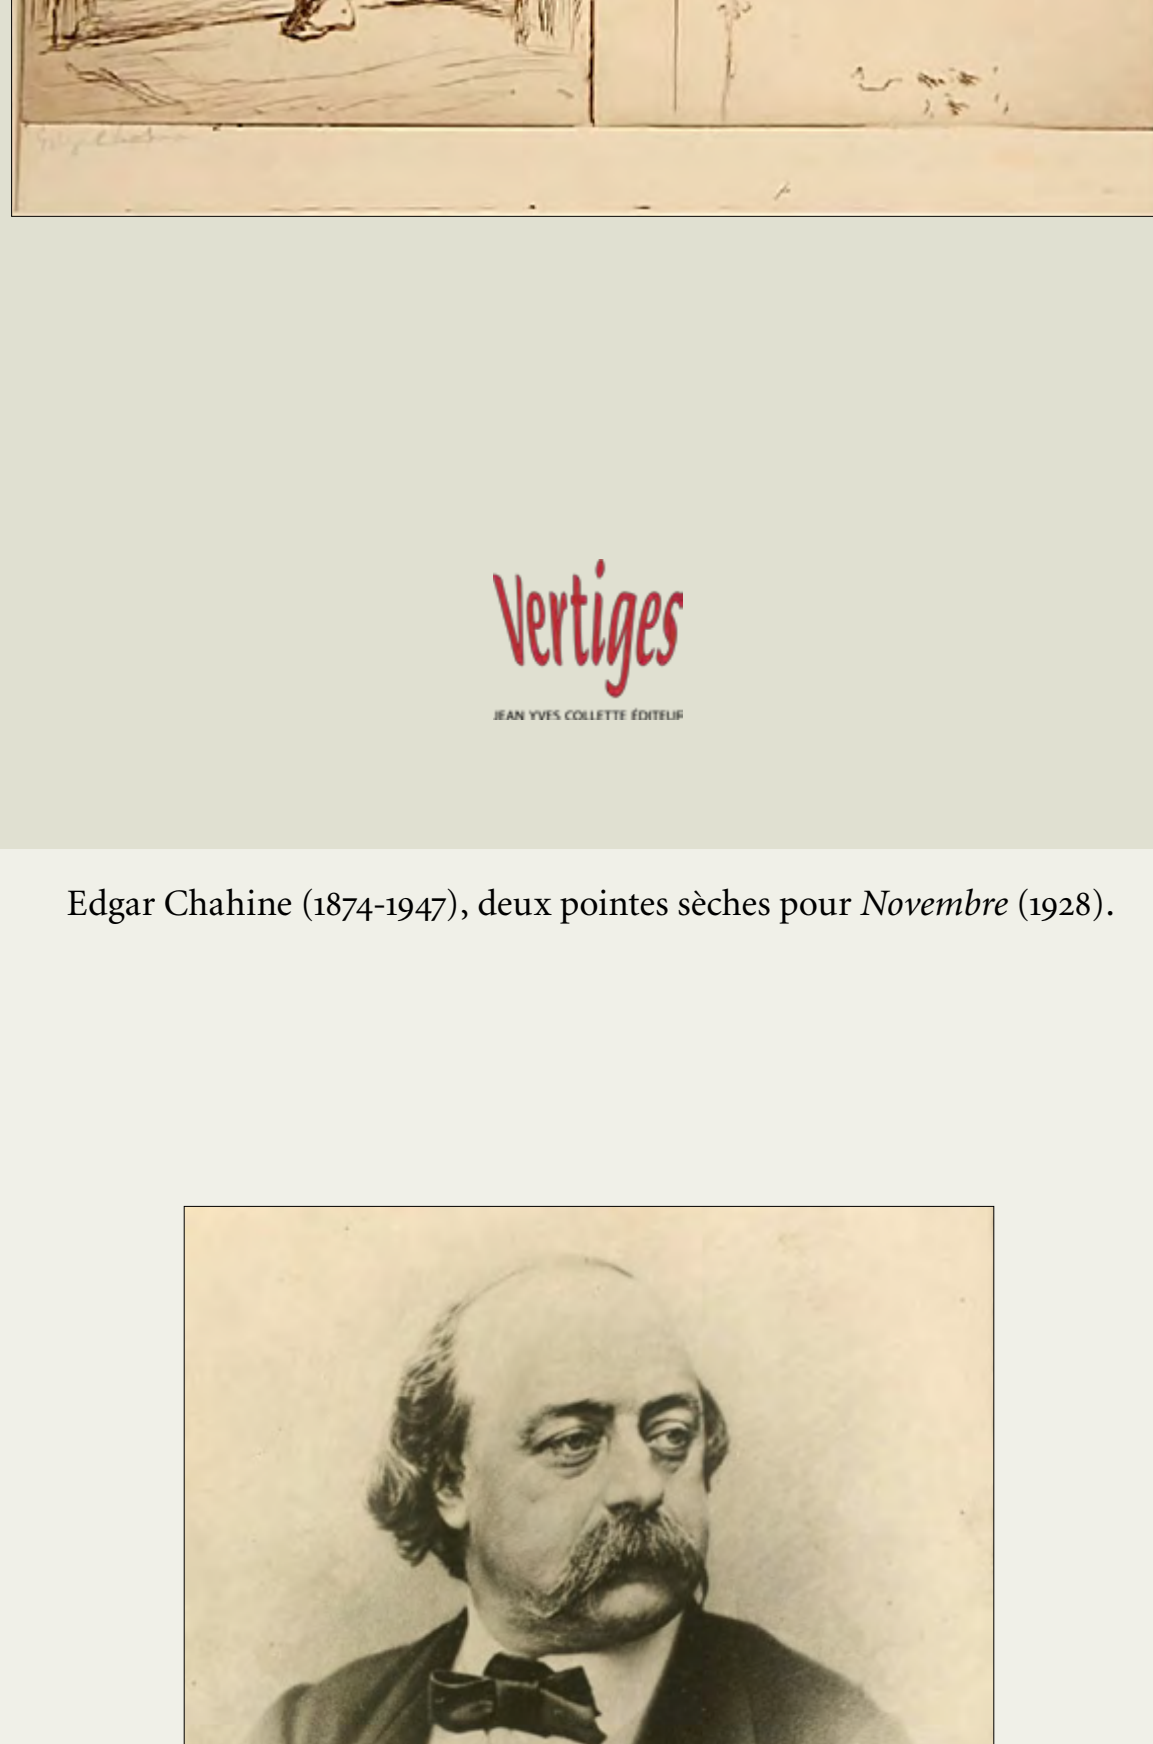 Vertiges
JEAN YVES COLLETTE ÉDITEUR
Edgar Chahine (1874-1947), deux pointes sèches pour Novembre (1928).